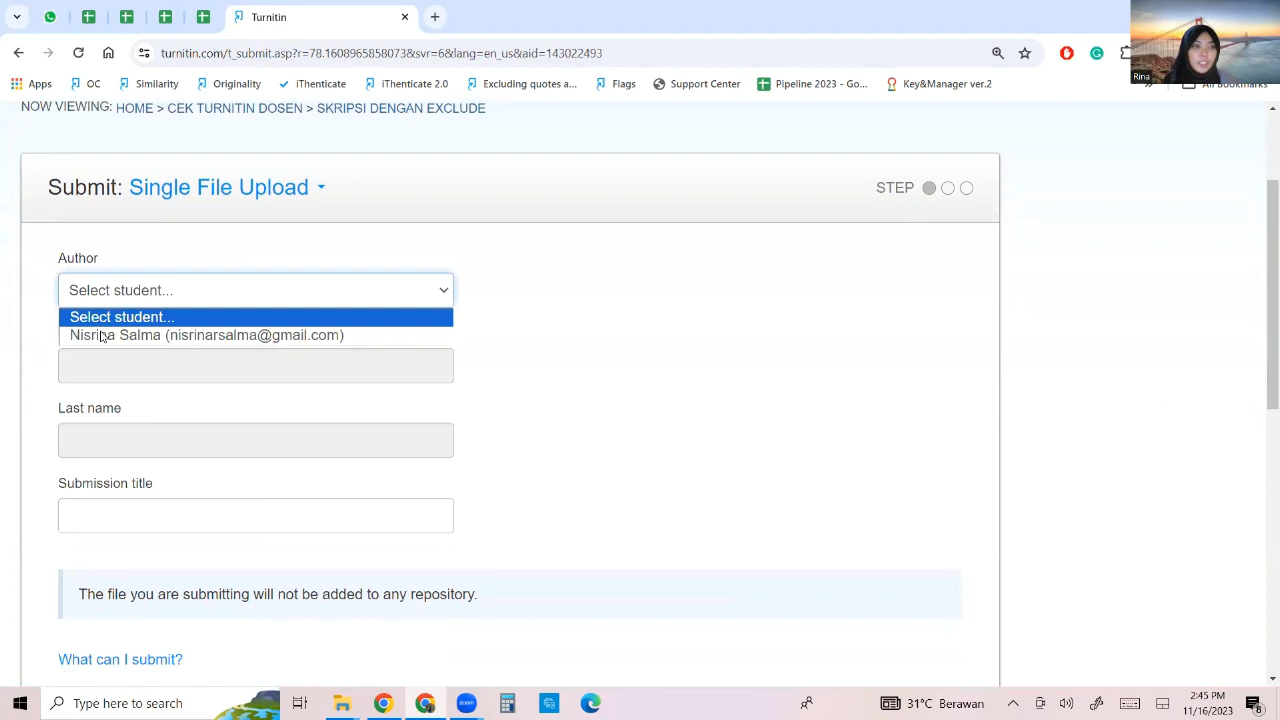 Turnitin
turnitin.com/t_submit.asp?r=78.1608965858073&svr=6&lang=en_us&aid=143022493
Rina
Apps OC Similarity Originality iThenticate iThenticate 2.0 Excluding quotes a... Flags Support Center Pipeline 2023 - Go... Key&Manager ver.2 » All Bookmarks
NOW VIEWING: HOME > CEK TURNITIN DOSEN > SKRIPSI DENGAN EXCLUDE
Submit: Single File Upload
STEP
Author
Select student...
Select student...
Nisrina Salma (nisrinarsalma@gmail.com)
Last name
Submission title
The file you are submitting will not be added to any repository.
What can I submit?
Type here to search
zoom
31°C Berawan
2:45 PM
11/16/2023
8